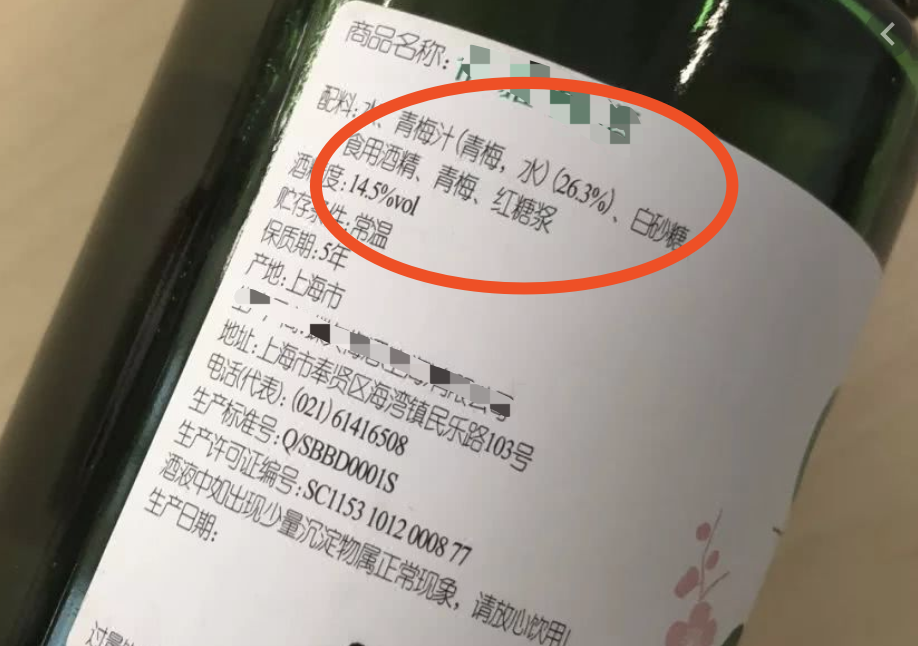 商品名称:
配料:水、青梅汁(青梅,水)(26.3%)、白砂糖
食用酒精、青梅、红糖浆
酒精度:14.5%vol
贮存条件:常温
保质期:5年
产地:上海市
地址:上海市奉贤区海湾镇民乐路103号
电话(代表):(021)61416508
生产标准号:Q/SBBD0001S
生产许可证编号:SC1153 1012 0008 77
酒液中如出现少量沉淀物属正常现象,请放心饮用!
生产日期:
过量